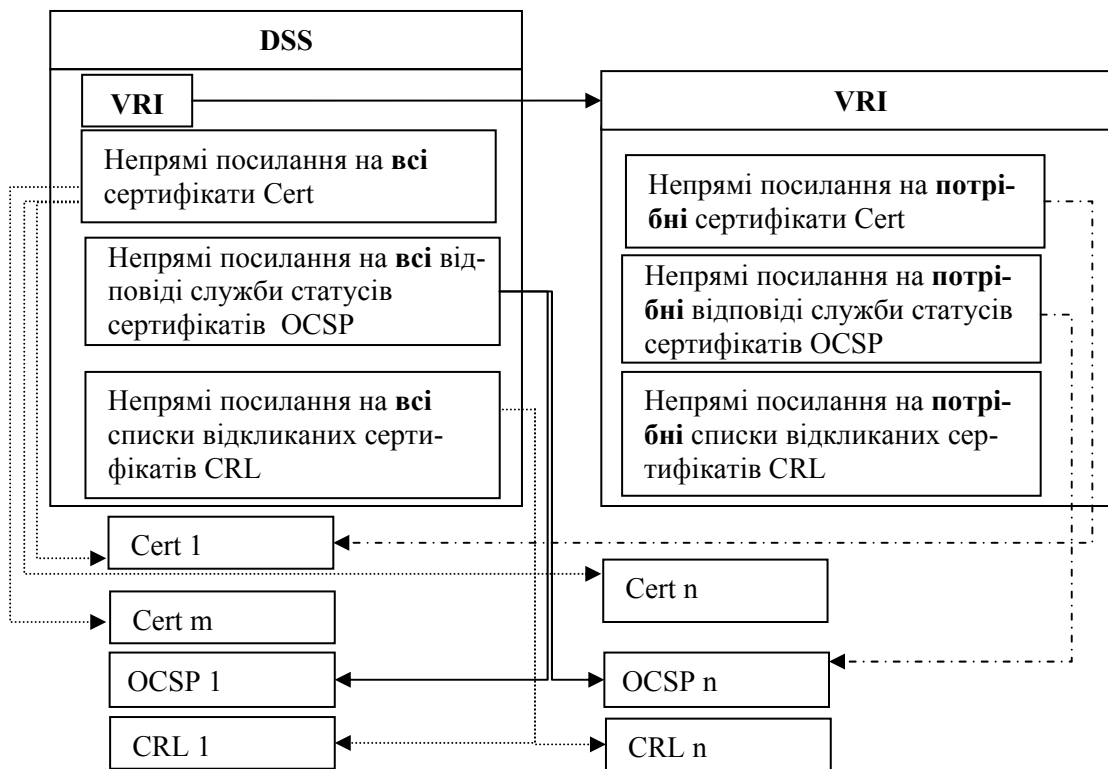 DSS
VRI
Непрямі посилання на всі
сертифікати Cert
Непрямі посилання на всі від-
повіді служби статусів
сертифікатів OCSP
Непрямі посилання на всі
списки відкликаних серти-
фікатів CRL
VRI
Непрямі посилання на потрі-
бні сертифікати Cert
Непрямі посилання на потрі-
бні відповіді служби статусів
сертифікатів OCSP
Непрямі посилання на потрі-
бні списки відкликаних сер-
тифікатів CRL
Cert 1
Cert n
Cert m
OCSP 1
OCSP n
CRL 1
CRL n